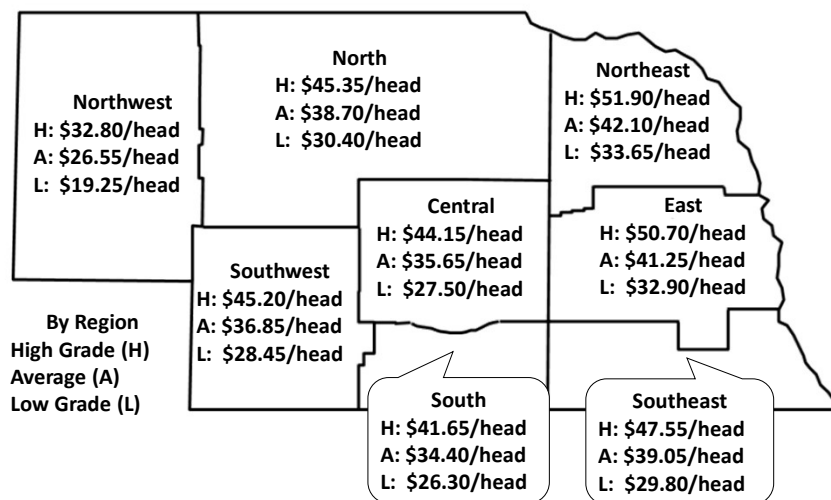 North
H: $45.35/head
A: $38.70/head
L: $30.40/head
Northeast
H: $51.90/head
A: $42.10/head
L: $33.65/head
Northwest
H: $32.80/head
A: $26.55/head
L: $19.25/head
Central
H: $44.15/head
A: $35.65/head
L: $27.50/head
East
H: $50.70/head
A: $41.25/head
L: $32.90/head
Southwest
H: $45.20/head
A: $36.85/head
L: $28.45/head
By Region
High Grade (H)
Average (A)
Low Grade (L)
South
H: $41.65/head
A: $34.40/head
L: $26.30/head
Southeast
H: $47.55/head
A: $39.05/head
L: $29.80/head